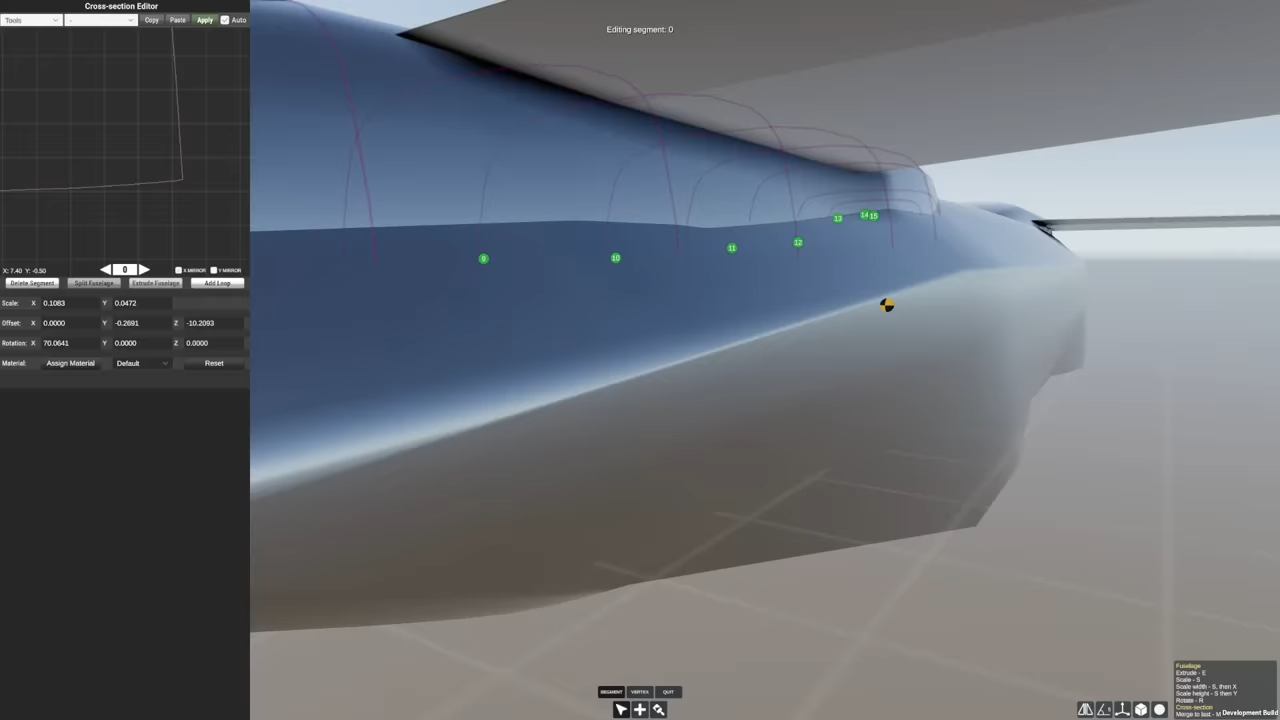 Cross-section Editor
Tools - Copy Paste Apply Auto
Editing segment: 0
X: 7.40 Y: -0.50 0 X MIRROR Y MIRROR
Delete Segment Split Fuselage Extrude Fuselage Add Loop
Scale: X 0.1083 Y 0.0472
Offset: X 0.0000 Y -0.2691 Z -10.2093
Rotation: X 70.0641 Y 0.0000 Z 0.0000
Material: Assign Material Default Reset
9 10 11 12 13 14 15
SEGMENT VERTEX QUIT
Fuselage
Extrude - E
Scale - S
Scale width - S, then X
Scale height - S then Y
Rotate - R
Cross-section
Merge to last - M
Development Build